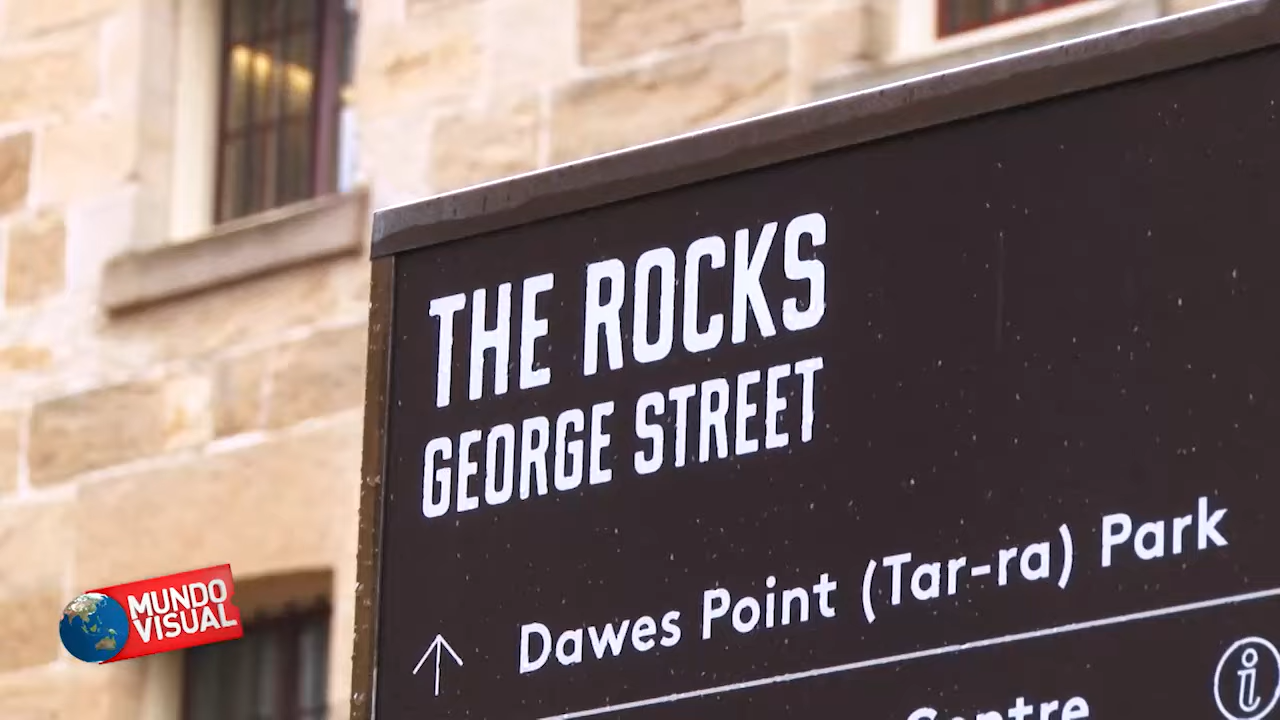 THE ROCKS
GEORGE STREET
Dawes Point (Tar-ra) Park
Centre
MUNDO
VISUAL